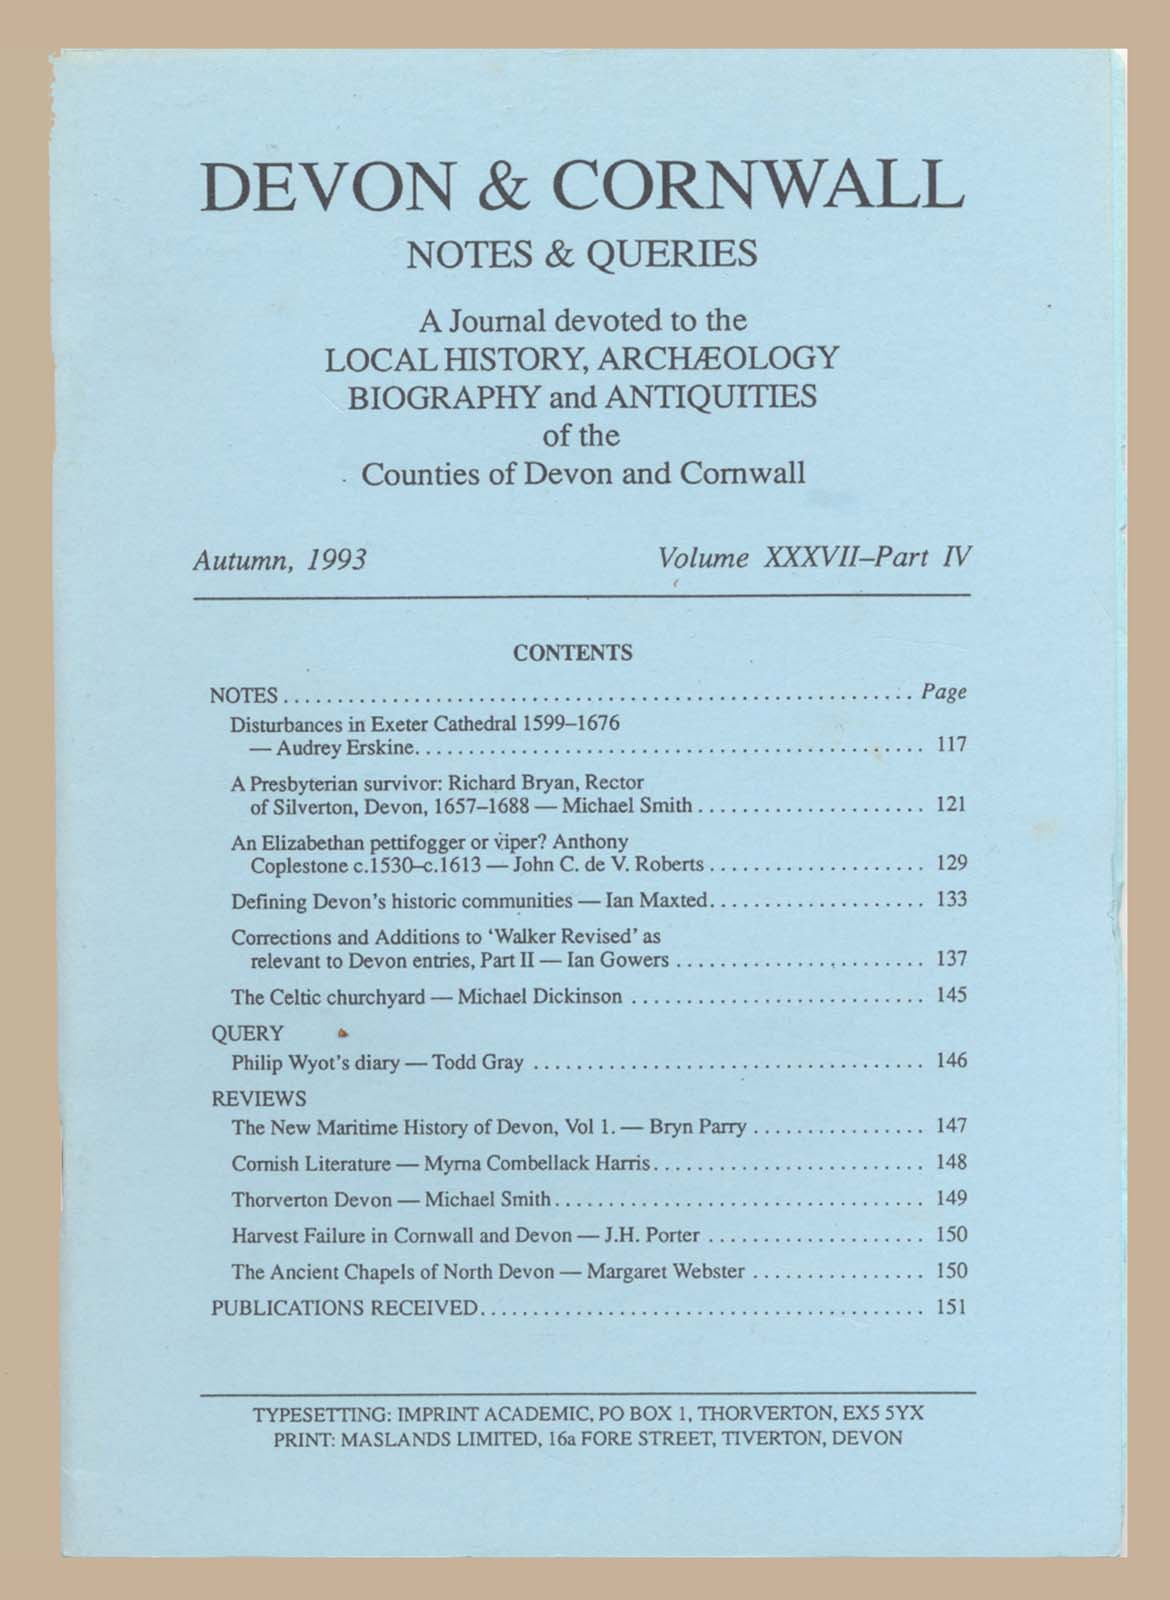 DEVON & CORNWALL
NOTES & QUERIES
A Journal devoted to the
LOCAL HISTORY, ARCHÆOLOGY
BIOGRAPHY and ANTIQUITIES
of the
Counties of Devon and Cornwall
Autumn, 1993 Volume XXXVII–Part IV
CONTENTS
NOTES . . . . . . . . . . . . . . . . . . . . Page
Disturbances in Exeter Cathedral 1599–1676
— Audrey Erskine. . . . . . . . . . . . . . . . . . . . 117
A Presbyterian survivor: Richard Bryan, Rector
of Silverton, Devon, 1657–1688 — Michael Smith . . . . . . . . . . . . . . . . . . . . 121
An Elizabethan pettifogger or viper? Anthony
Coplestone c.1530–c.1613 — John C. de V. Roberts . . . . . . . . . . . . . . . . . . . . 129
Defining Devon's historic communities — Ian Maxted. . . . . . . . . . . . . . . . . . . . 133
Corrections and Additions to ‘Walker Revised’ as
relevant to Devon entries, Part II — Ian Gowers . . . . . . . . . . . . . . . . . . . . 137
The Celtic churchyard — Michael Dickinson . . . . . . . . . . . . . . . . . . . . 145
QUERY
Philip Wyot's diary — Todd Gray . . . . . . . . . . . . . . . . . . . . 146
REVIEWS
The New Maritime History of Devon, Vol 1. — Bryn Parry . . . . . . . . . . . . . . . . 147
Cornish Literature — Myrna Combellack Harris. . . . . . . . . . . . . . . . . . . . 148
Thorverton Devon — Michael Smith. . . . . . . . . . . . . . . . . . . . 149
Harvest Failure in Cornwall and Devon — J.H. Porter . . . . . . . . . . . . . . . . . . . . 150
The Ancient Chapels of North Devon — Margaret Webster . . . . . . . . . . . . . . . . 150
PUBLICATIONS RECEIVED. . . . . . . . . . . . . . . . . . . . 151
TYPESETTING: IMPRINT ACADEMIC, PO BOX 1, THORVERTON, EX5 5YX
PRINT: MASLANDS LIMITED, 16a FORE STREET, TIVERTON, DEVON